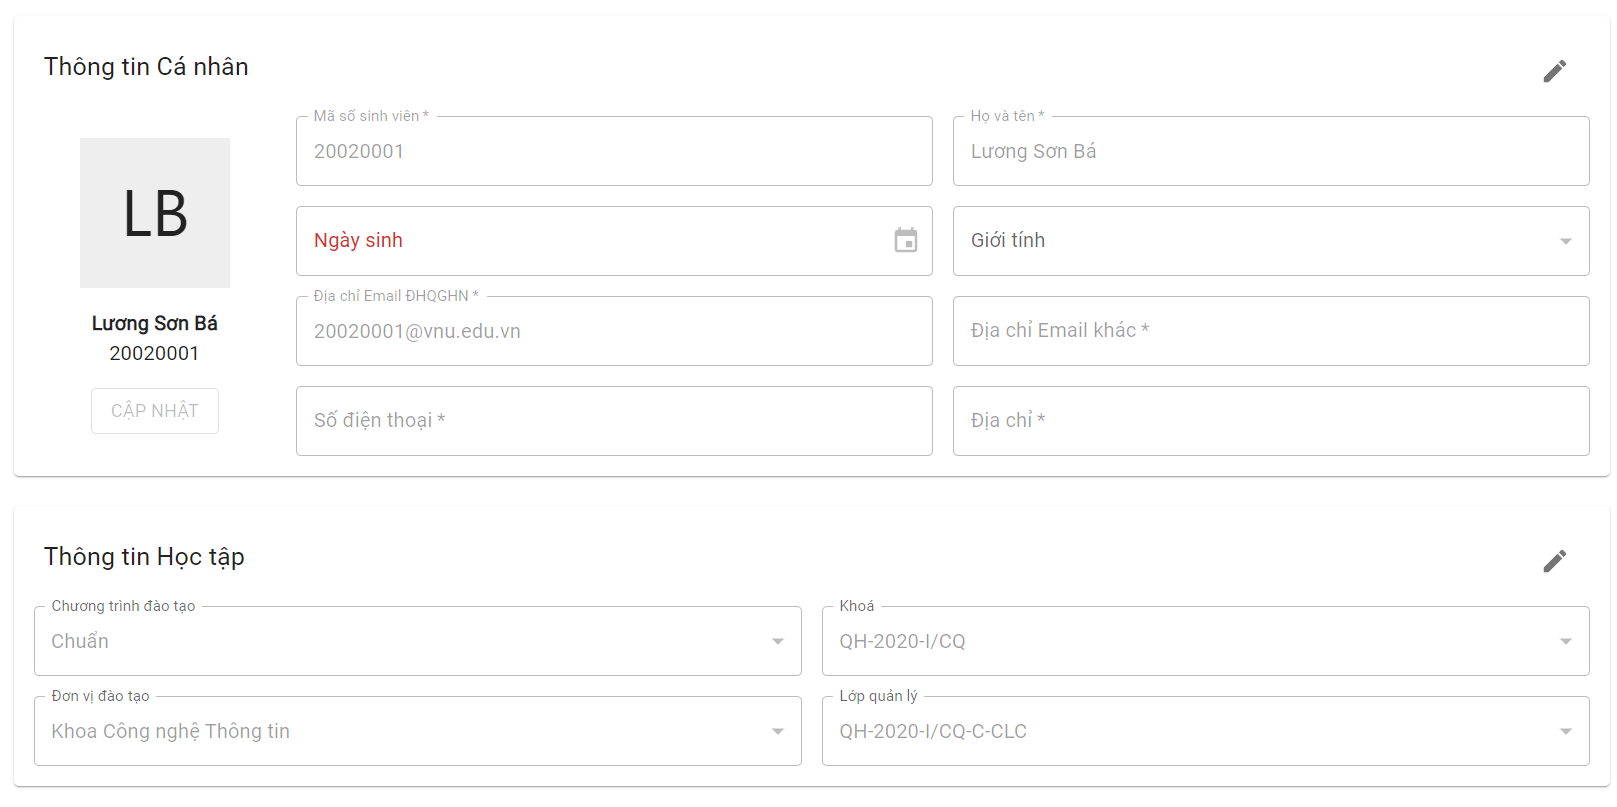 Thông tin Cá nhân
LB
Lương Sơn Bá
20020001
CẬP NHẬT
Mã số sinh viên *
20020001
Họ và tên *
Lương Sơn Bá
Ngày sinh
Giới tính
Địa chỉ Email ĐHQGHN *
20020001@vnu.edu.vn
Địa chỉ Email khác *
Số điện thoại *
Địa chỉ *
Thông tin Học tập
Chương trình đào tạo
Chuẩn
Khoá
QH-2020-I/CQ
Đơn vị đào tạo
Khoa Công nghệ Thông tin
Lớp quản lý
QH-2020-I/CQ-C-CLC